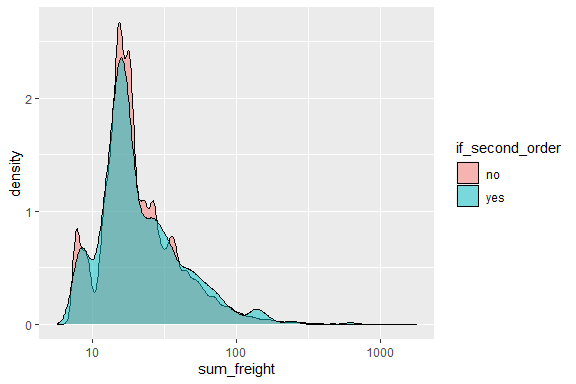 density
2
1
0
10
100
1000
sum_freight
if_second_order
no
yes